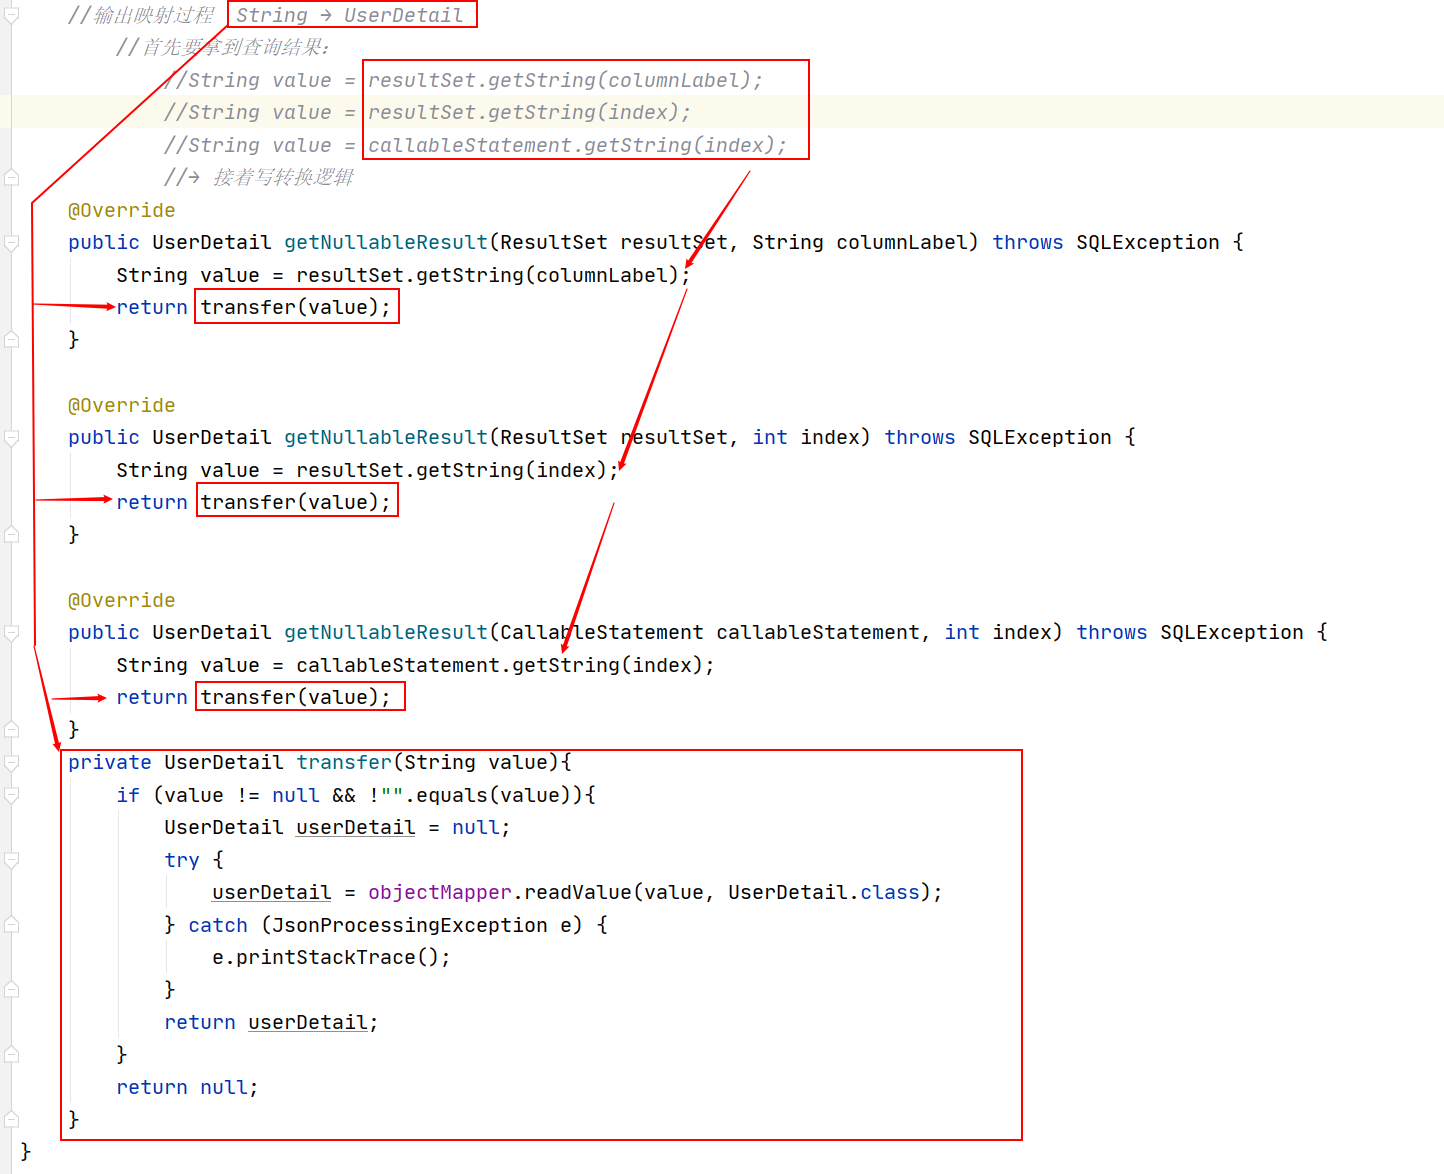 //输出映射过程 String → UserDetail
//首先要拿到查询结果：
//String value = resultSet.getString(columnLabel);
//String value = resultSet.getString(index);
//String value = callableStatement.getString(index);
//→ 接着写转换逻辑
@Override
public UserDetail getNullableResult(ResultSet resultSet, String columnLabel) throws SQLException {
String value = resultSet.getString(columnLabel);
return transfer(value);
}
@Override
public UserDetail getNullableResult(ResultSet resultSet, int index) throws SQLException {
String value = resultSet.getString(index);
return transfer(value);
}
@Override
public UserDetail getNullableResult(CallableStatement callableStatement, int index) throws SQLException {
String value = callableStatement.getString(index);
return transfer(value);
}
private UserDetail transfer(String value){
if (value != null && !"".equals(value)){
UserDetail userDetail = null;
try {
userDetail = objectMapper.readValue(value, UserDetail.class);
} catch (JsonProcessingException e) {
e.printStackTrace();
}
return userDetail;
}
return null;
}
}